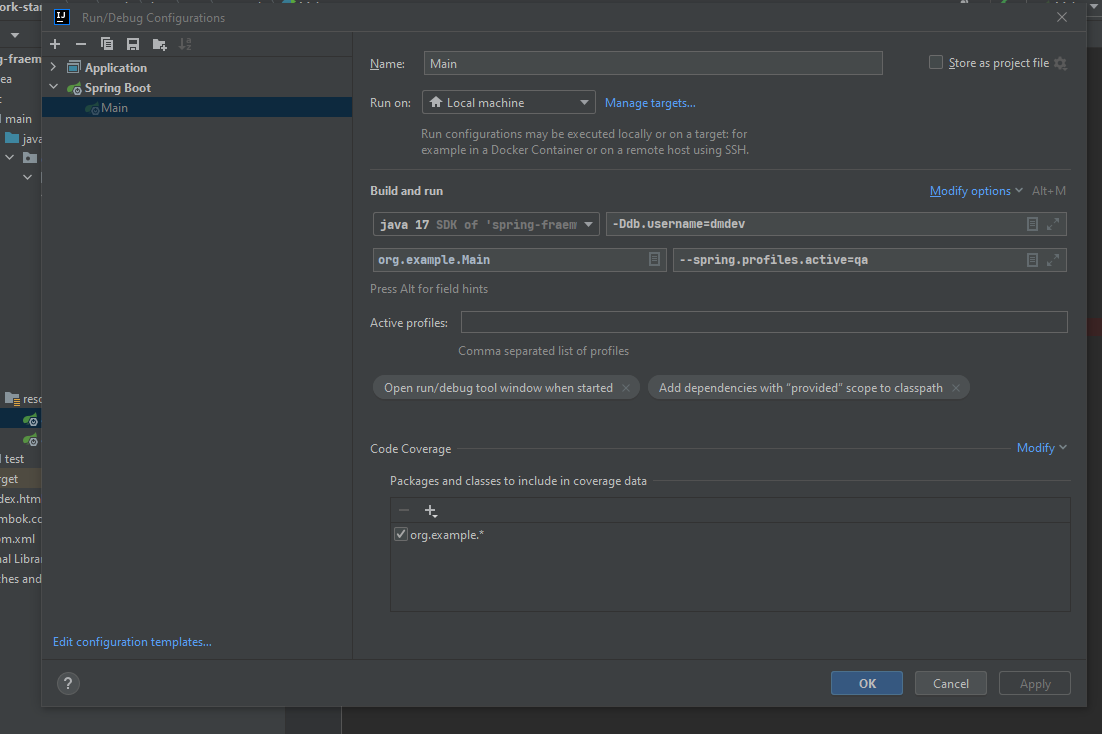 ork-star
Run/Debug Configurations
g-fraem
ea
main
java
reso
test
rget
dex.htm
mbok.co
om.xml
nal Librar
ches and
Application
Spring Boot
Main
Edit configuration templates...
Name: Main
Store as project file
Run on: Local machine Manage targets...
Run configurations may be executed locally or on a target: for
example in a Docker Container or on a remote host using SSH.
Build and run Modify options Alt+M
java 17 SDK of 'spring-fraem -Ddb.username=dmdev
org.example.Main --spring.profiles.active=qa
Press Alt for field hints
Active profiles:
Comma separated list of profiles
Open run/debug tool window when started × Add dependencies with “provided” scope to classpath ×
Code Coverage Modify
Packages and classes to include in coverage data
org.example.*
? OK Cancel Apply